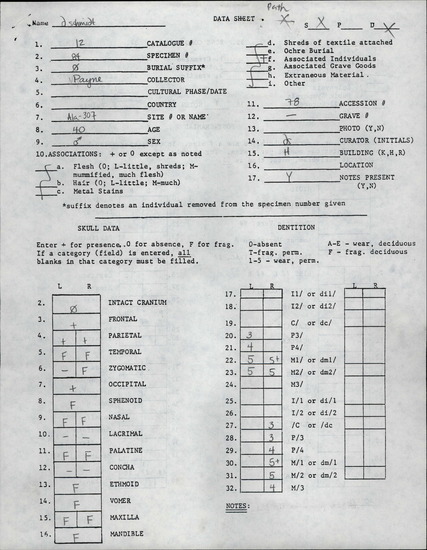 Path
Name d schmidt DATA SHEET . X S X F U X
1. 12 CATALOGUE #
2. 84 SPECIMEN #
3. Ø BURIAL SUFFIX*
4. Payne COLLECTOR
5. CULTURAL PHASE/DATE
6. COUNTRY
7. Ala-307 SITE # OR NAME
8. 40 AGE
9. ♂ SEX
10. ASSOCIATIONS: + or 0 except as noted
a. Flesh (0; L-little, shreds; M-
mummified, much flesh)
b. Hair (0; L-little; M-much)
c. Metal Stains
d. Shreds of textile attached
e. Ochre Burial
f. Associated Individuals
g. Associated Grave Goods
h. Extraneous Material
i. Other
11. 78 ACCESSION #
12. — GRAVE #
13. PHOTO (Y,N)
14. CURATOR (INITIALS)
15. H BUILDING (K,H,R)
16. LOCATION
17. Y NOTES PRESENT
(Y,N)
*suffix denotes an individual removed from the specimen number given
SKULL DATA
Enter + for presence, 0 for absence, F for frag.
If a category (field) is entered, all
blanks in that category must be filled.
L R
2. Ø INTACT CRANIUM
3. + FRONTAL
4. + + PARIETAL
5. F F TEMPORAL
6. – F ZYGOMATIC
7. + OCCIPITAL
8. F SPHENOID
9. F F NASAL
10. – – LACRIMAL
11. F F PALATINE
12. – – CONCHA
13. F ETHMOID
14. F VOMER
15. F F MAXILLA
16. F MANDIBLE
DENTITION
0-absent A-E - wear, deciduous
T-frag. perm. F - frag. deciduous
1-5 - wear, perm.
L R L R
17. I1/ or di1/
18. I2/ or di2/
19. C/ or dc/
20. 3 P3/
21. 4 P4/
22. 5 5+ M1/ or dm1/
23. 5 5 M2/ or dm2/
24. M3/
25. I/1 or di/1
26. I/2 or di/2
27. 3 /C or /dc
28. 3 P/3
29. 4 P/4
30. 5+ M/1 or dm/1
31. 5 M/2 or dm/2
32. 4 M/3
NOTES: